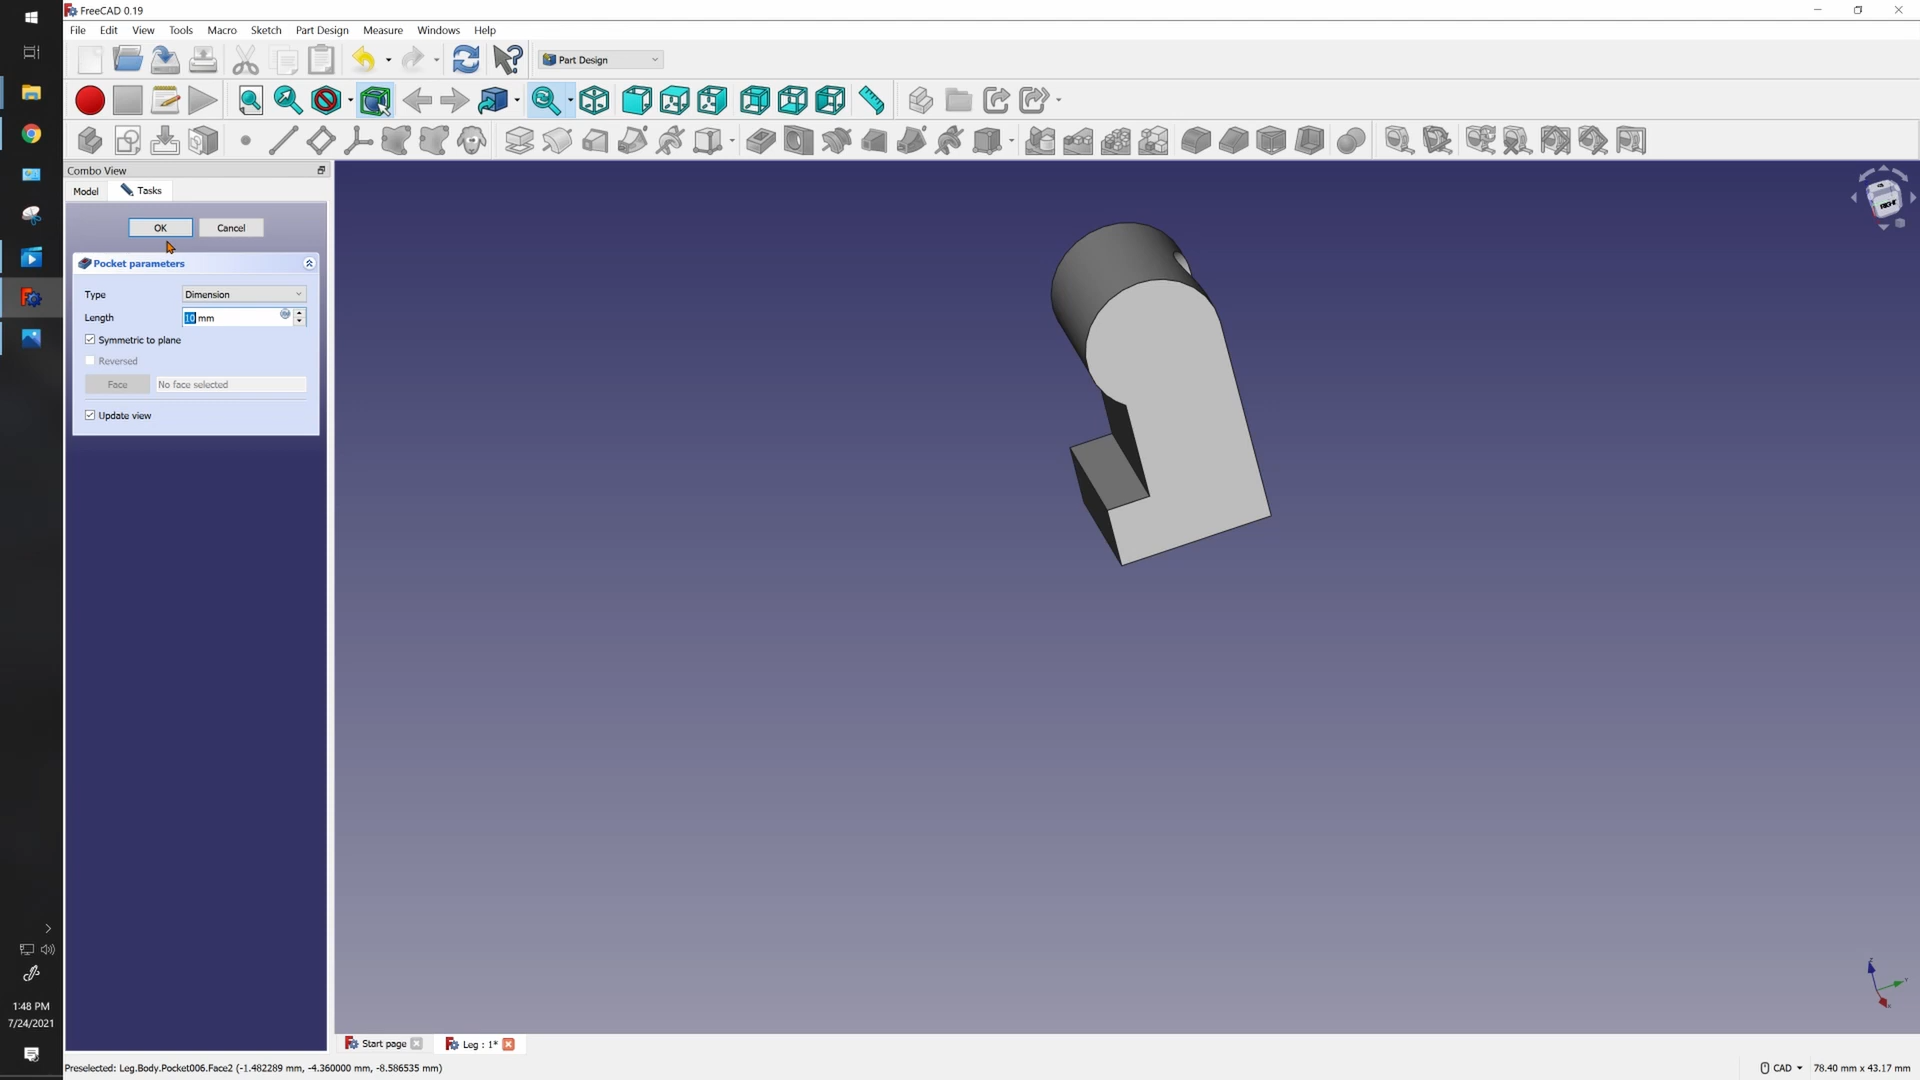 FreeCAD 0.19
File Edit View Tools Macro Sketch Part Design Measure Windows Help
Part Design
Combo View
Model Tasks
OK Cancel
Pocket parameters
Type Dimension
Length 10 mm
Symmetric to plane
Reversed
Face No face selected
Update view
RIGHT
Z
Y
X
1:48 PM
7/24/2021
Start page Leg : 1*
Preselected: Leg.Body.Pocket006.Face2 (-1.482289 mm, -4.360000 mm, -8.586535 mm)
CAD 78.40 mm x 43.17 mm